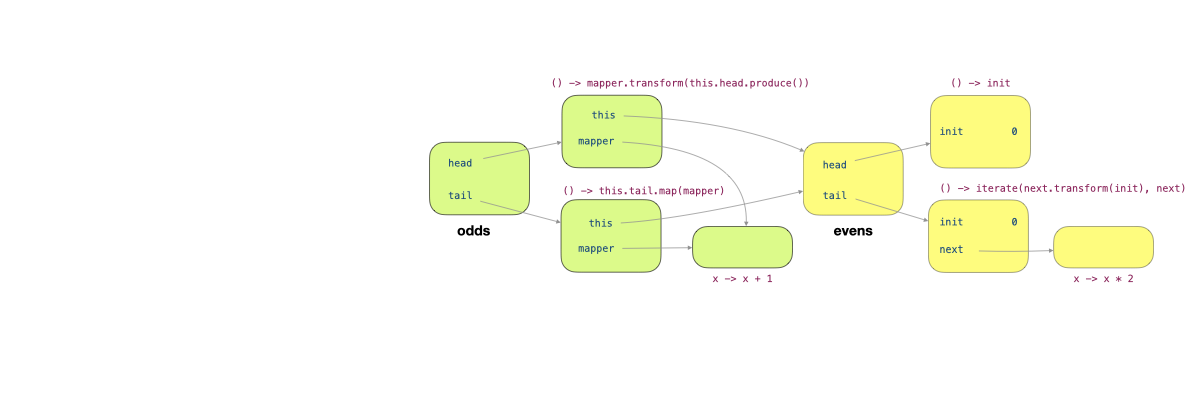 () -> mapper.transform(this.head.produce())
() -> init
this
mapper
init 0
head
tail
odds
head
tail
evens
() -> this.tail.map(mapper)
() -> iterate(next.transform(init), next)
this
mapper
init 0
next
x -> x + 1
x -> x * 2